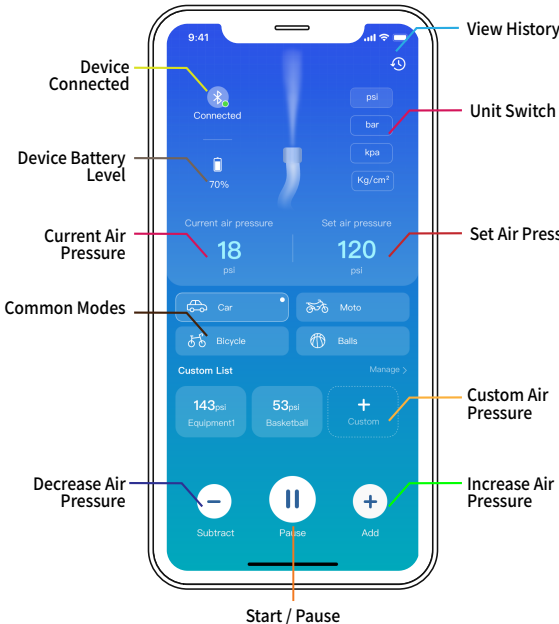 View History
9:41
Device
Connected
Connected
psi
bar
kpa
Kg/cm²
Unit Switch
Device Battery
Level
70%
Current air pressure
Set air pressure
18
120
psi
psi
Current Air
Pressure
Set Air Press
Common Modes
Car
Moto
Bicycle
Balls
Custom List
Manage >
143psi
Equipment1
53psi
Basketball
+
Custom
Custom Air
Pressure
Decrease Air
Pressure
Increase Air
Pressure
Subtract
Pause
Add
Start / Pause